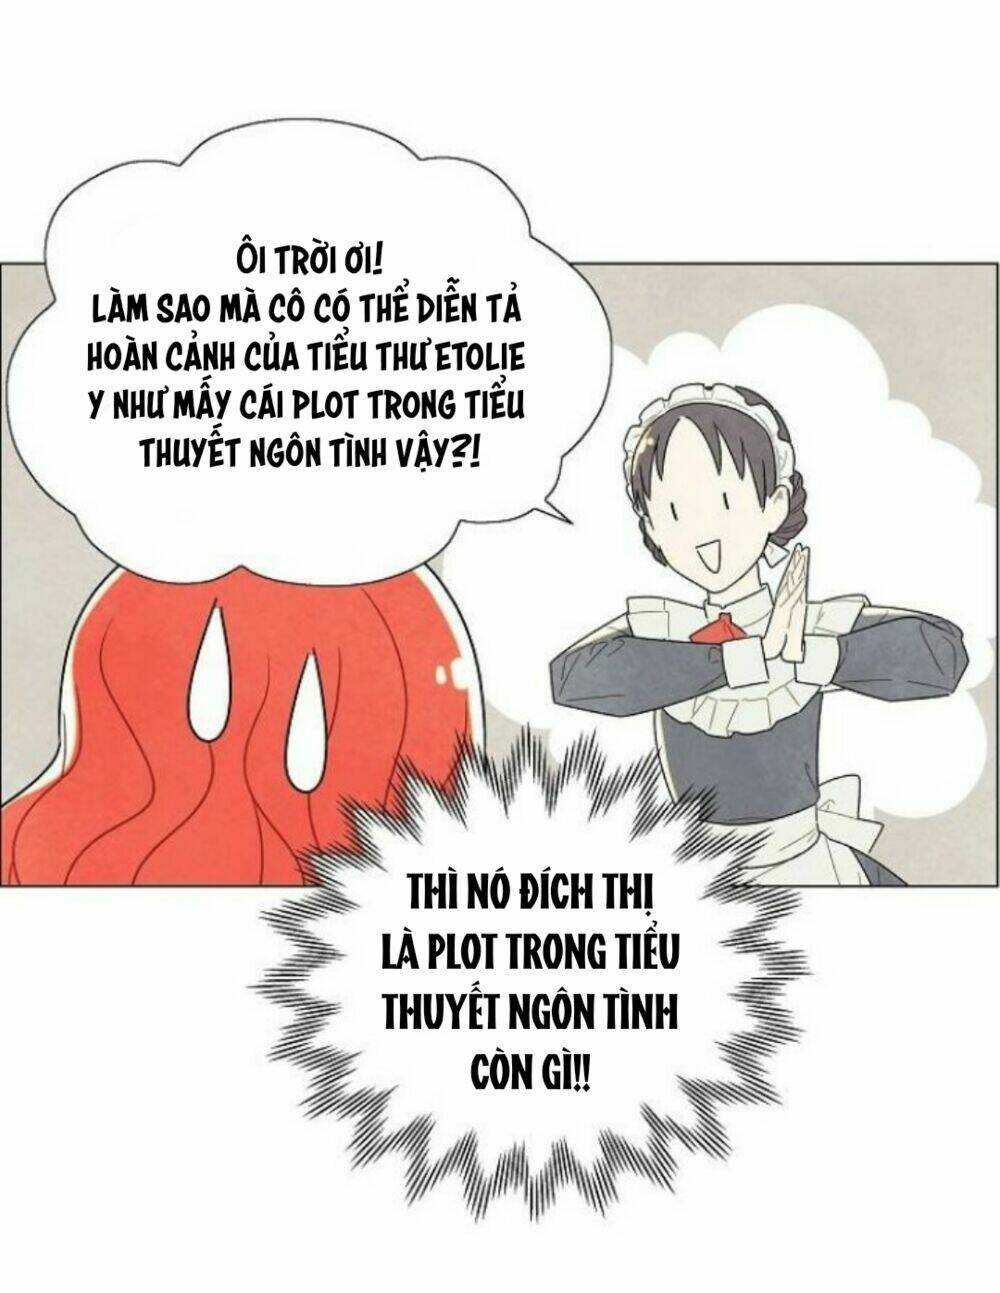 ÔI TRỜI ƠI!
LÀM SAO MÀ CÔ CÓ THỂ DIỄN TẢ
HOÀN CẢNH CỦA TIỂU THƯ ETOLIE
Y NHƯ MẤY CÁI PLOT TRONG TIỂU
THUYẾT NGÔN TÌNH VẬY?!
THÌ NÓ ĐÍCH THỊ
LÀ PLOT TRONG TIỂU
THUYẾT NGÔN TÌNH
CÒN GÌ!!